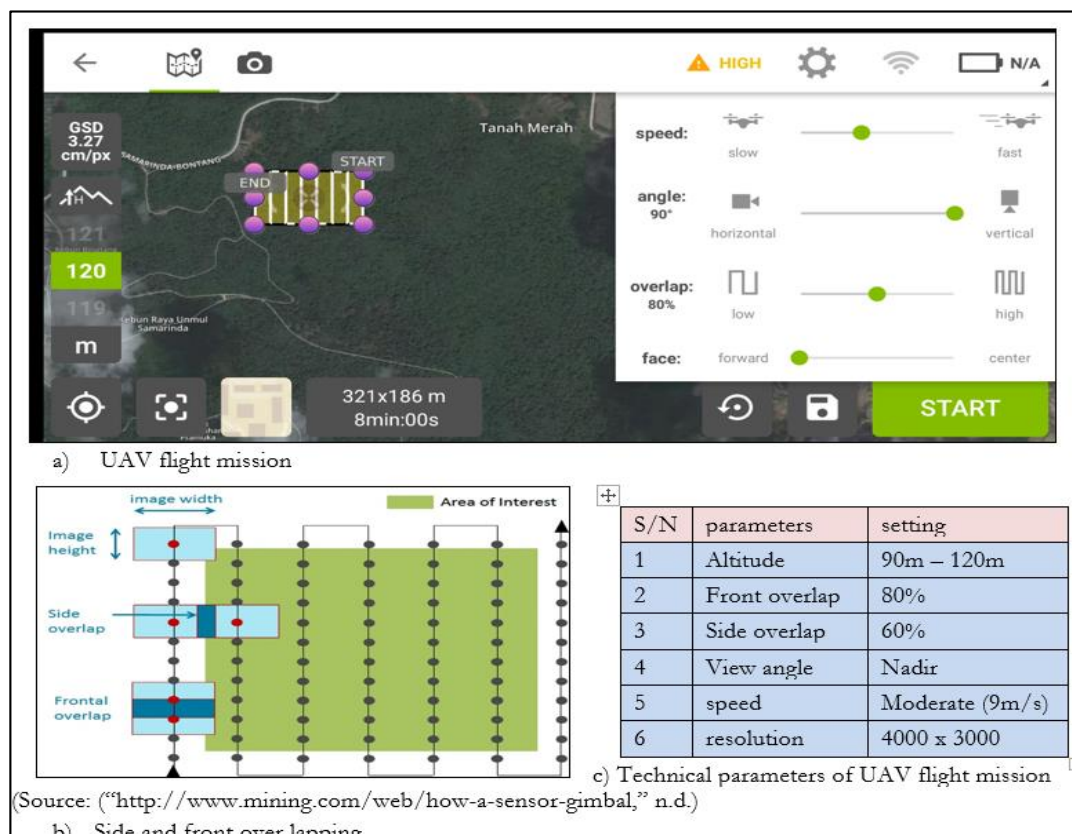 HIGH
N/A
GSD
3.27
cm/px
SAMARINDA-BONTANG
Tanah Merah
START
END
H
121
120
119
m
Kebun Raya Unmul
Samarinda
321x186 m
8min:00s
speed:
slow
fast
angle:
90°
horizontal
vertical
overlap:
80%
low
high
face:
forward
center
START
a) UAV flight mission
image width
Image
height
Area of Interest
Side
overlap
Frontal
overlap
S/N parameters setting
1 Altitude 90m – 120m
2 Front overlap 80%
3 Side overlap 60%
4 View angle Nadir
5 speed Moderate (9m/s)
6 resolution 4000 x 3000
c) Technical parameters of UAV flight mission
(Source: (“http://www.mining.com/web/how-a-sensor-gimbal,” n.d.)
b) Side and front over lapping